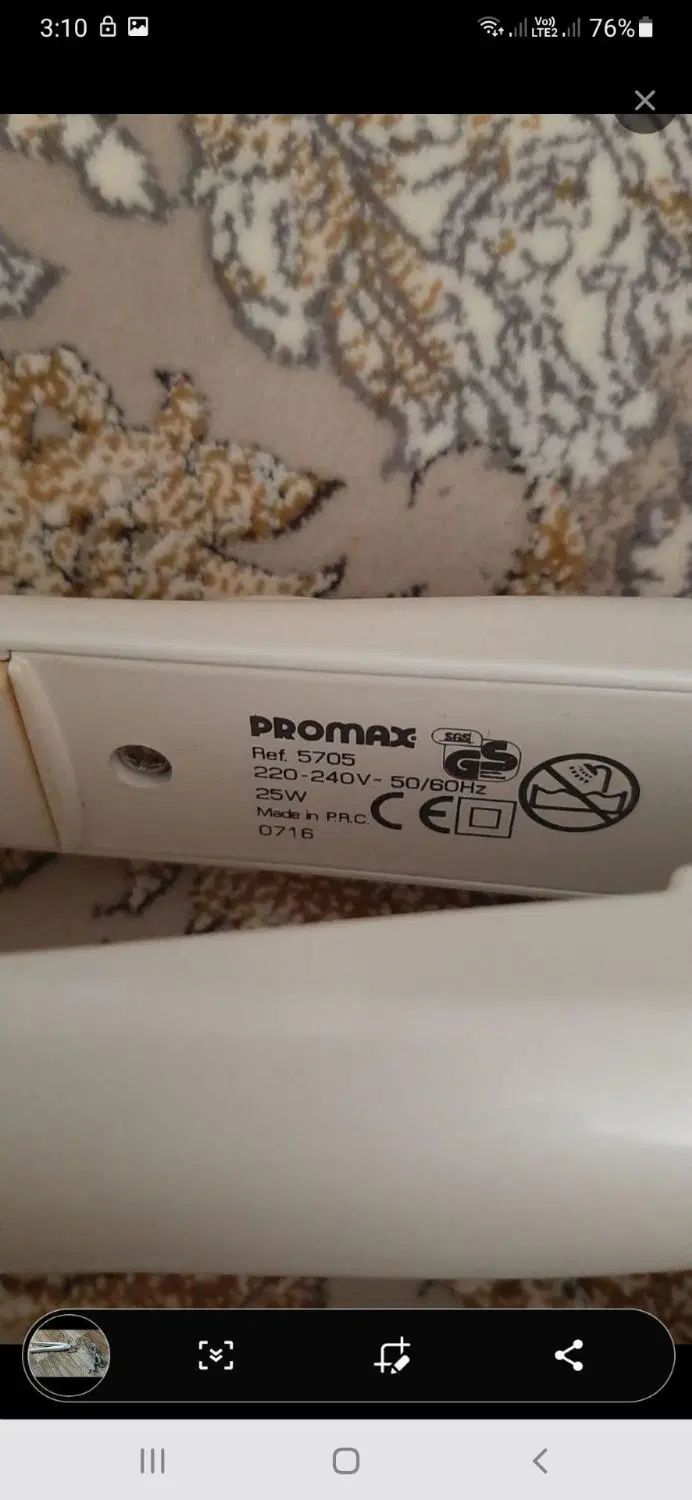 3:10
Vo))
LTE2
76%
PROMAX
SGS
GS
Ref. 5705
220-240V~ 50/60Hz
25W
Made in P.R.C.
CE
0716